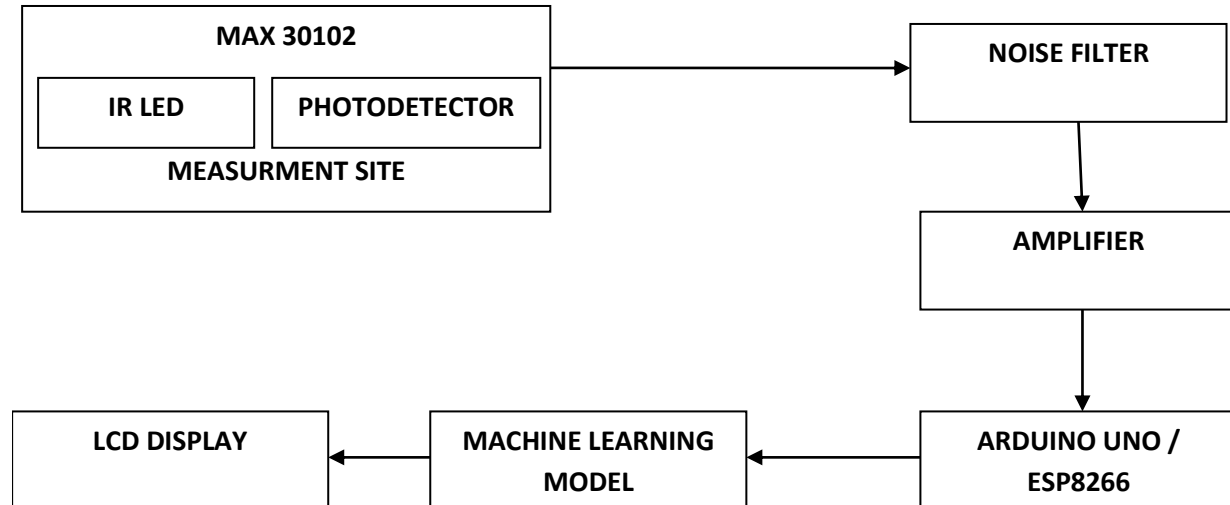 MAX 30102
IR LED
PHOTODETECTOR
MEASURMENT SITE
NOISE FILTER
AMPLIFIER
ARDUINO UNO /
ESP8266
MACHINE LEARNING
MODEL
LCD DISPLAY